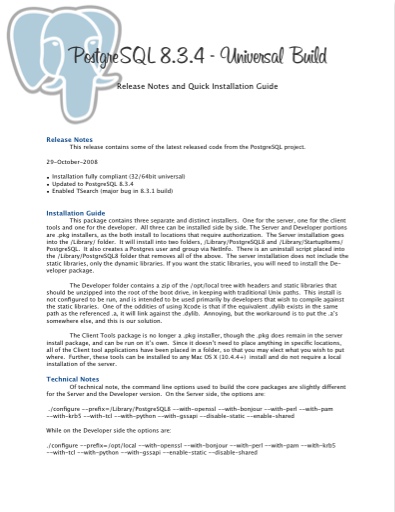 PostgreSQL 8.3.4 - Universal Build
Release Notes and Quick Installation Guide
Release Notes
This release contains some of the latest released code from the PostgreSQL project.
29-October-2008
• Installation fully compliant (32/64bit universal)
• Updated to PostgreSQL 8.3.4
• Enabled TSearch (major bug in 8.3.1 build)
Installation Guide
This package contains three separate and distinct installers. One for the server, one for the client
tools and one for the developer. All three can be installed side by side. The Server and Developer portions
are .pkg installers, as the both install to locations that require authorization. The Server installation goes
into the /Library/ folder. It will install into two folders, /Library/PostgreSQL8 and /Library/StartupItems/
PostgreSQL. It also creates a Postgres user and group via NetInfo. There is an uninstall script placed into
the /Library/PostgreSQL8 folder that removes all of the above. The server installation does not include the
static libraries, only the dynamic libraries. If you want the static libraries, you will need to install the De-
veloper package.
The Developer folder contains a zip of the /opt/local tree with headers and static libraries that
should be unzipped into the root of the boot drive, in keeping with traditional Unix paths. This install is
not configured to be run, and is intended to be used primarily by developers that wish to compile against
the static libraries. One of the oddities of using Xcode is that if the equivalent .dylib exists in the same
path as the referenced .a, it will link against the .dylib. Annoying, but the workaround is to put the .a's
somewhere else, and this is our solution.
The Client Tools package is no longer a .pkg installer, though the .pkg does remain in the server
install package, and can be run on it's own. Since it doesn't need to place anything in specific locations,
all of the Client tool applications have been placed in a folder, so that you may elect what you wish to put
where. Further, these tools can be installed to any Mac OS X (10.4.4+) install and do not require a local
installation of the server.
Technical Notes
Of technical note, the command line options used to build the core packages are slightly different
for the Server and the Developer version. On the Server side, the options are:
./configure --prefix=/Library/PostgreSQL8 --with-openssl --with-bonjour --with-perl --with-pam
--with-krb5 --with-tcl --with-python --with-gssapi --disable-static --enable-shared
While on the Developer side the options are:
./configure --prefix=/opt/local --with-openssl --with-bonjour --with-perl --with-pam --with-krb5
--with-tcl --with-python --with-gssapi --enable-static --disable-shared